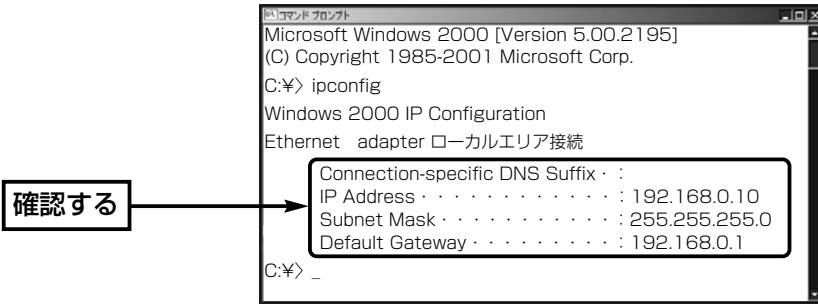 コマンド プロンプト
Microsoft Windows 2000 [Version 5.00.2195]
(C) Copyright 1985-2001 Microsoft Corp.
C:¥〉ipconfig
Windows 2000 IP Configuration
Ethernet adapter ローカルエリア接続
Connection-specific DNS Suffix・：
IP Address・・・・・・・・・・・・：192.168.0.10
Subnet Mask・・・・・・・・・・・：255.255.255.0
Default Gateway・・・・・・・・・：192.168.0.1
確認する
C:¥〉_